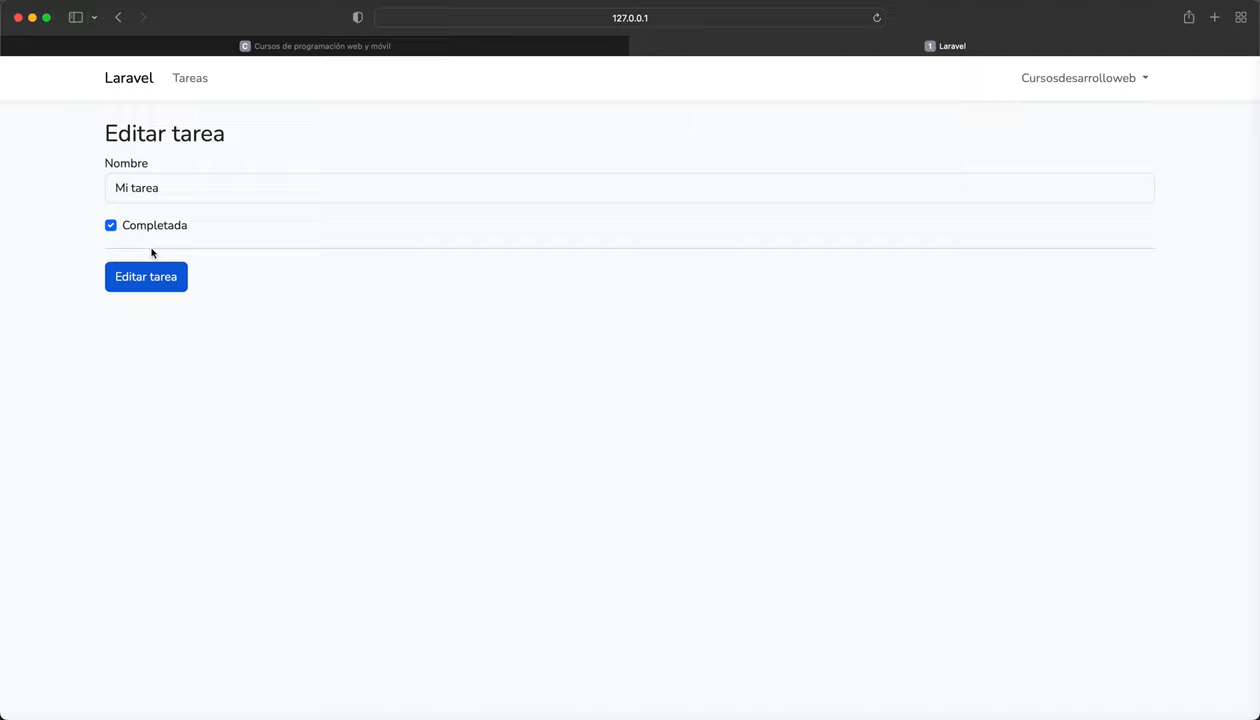 127.0.0.1
C Cursos de programación web y móvil
1 Laravel
Laravel Tareas Cursosdesarrolloweb
Editar tarea
Nombre
Mi tarea
Completada
Editar tarea